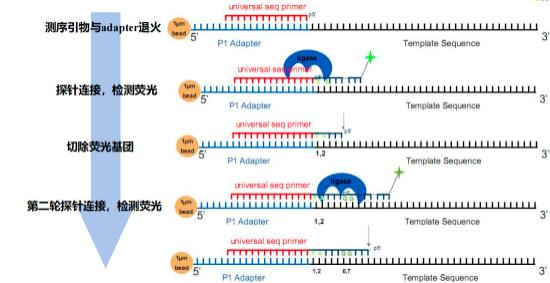 universal seq primer
p5'
测序引物与adapter退火
1μm
bead
5'
P1 Adapter
Template Sequence
3'
ligase
universal seq primer
探针连接，检测荧光
1μm
bead
5'
P1 Adapter
Template Sequence
3'
universal seq primer
p5'
切除荧光基团
1μm
bead
5'
P1 Adapter
1,2
Template Sequence
3'
ligase
universal seq primer
第二轮探针连接，检测荧光
1μm
bead
5'
P1 Adapter
1,2
Template Sequence
3'
universal seq primer
p5'
1μm
bead
5'
P1 Adapter
1,2
6,7
Template Sequence
3'